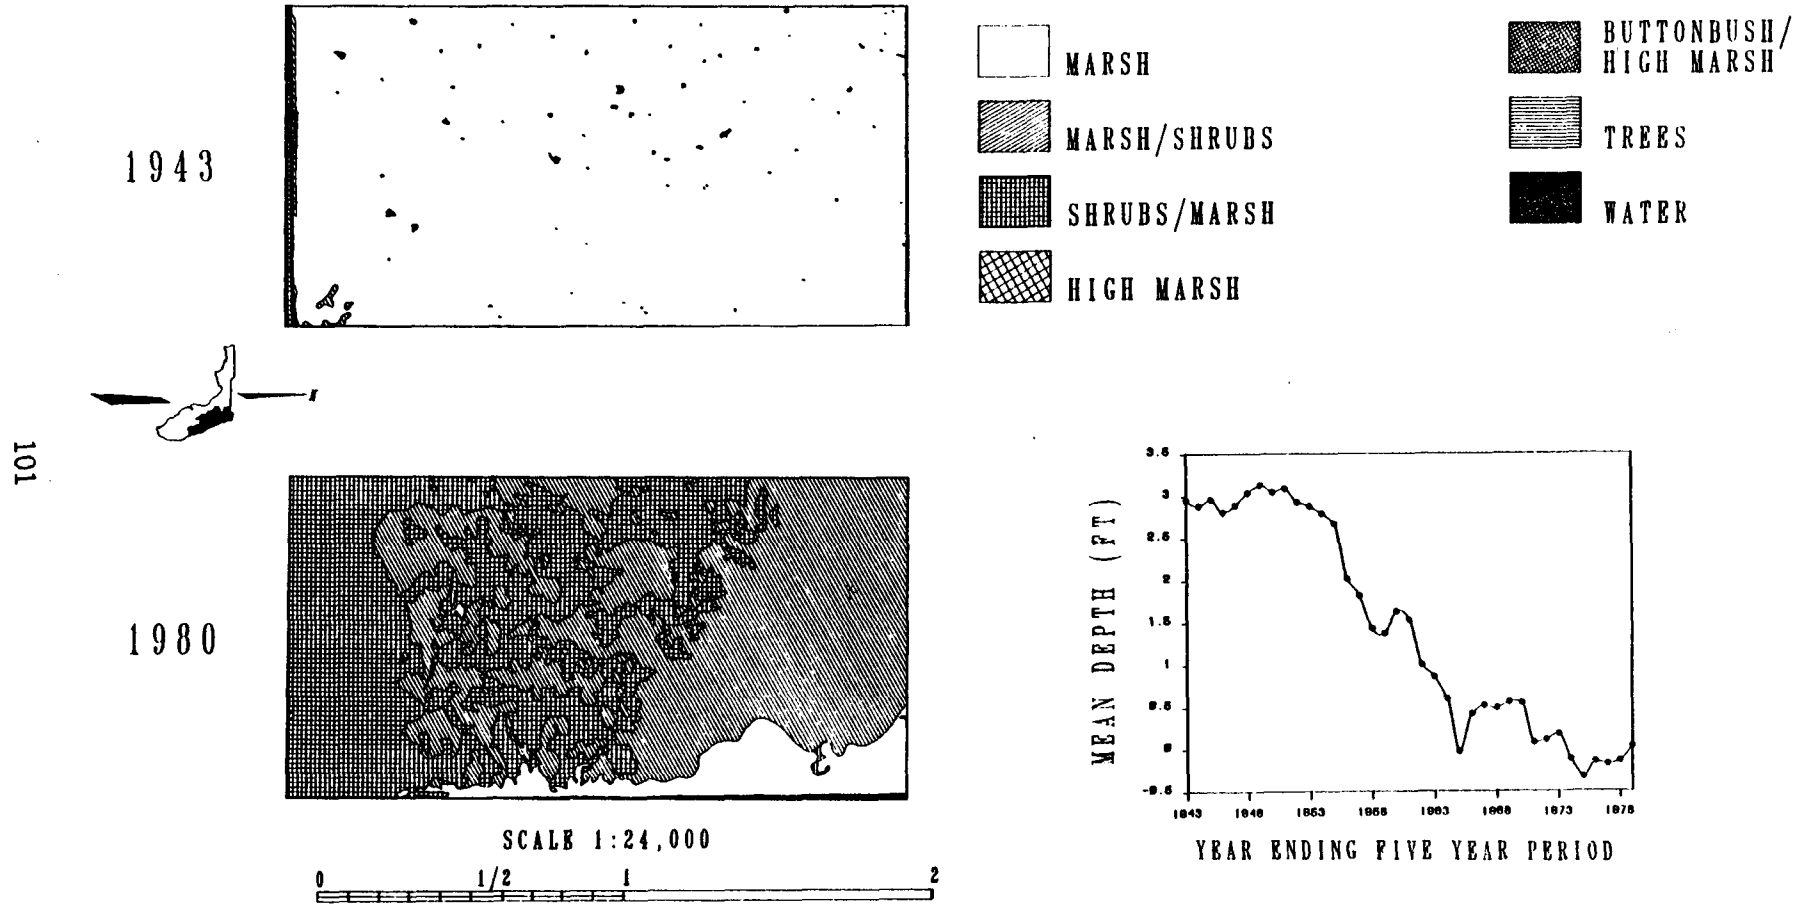 1943
MARSH
MARSH/SHRUBS
SHRUBS/MARSH
HIGH MARSH
BUTTONBUSH/
HIGH MARSH
TREES
WATER
N
101
1980
SCALE 1:24,000
0 1/2 1 2
MEAN DEPTH (FT)
3.5
3
2.5
2
1.5
1
0.5
0
-0.5
1943 1948 1953 1958 1963 1968 1973 1978
YEAR ENDING FIVE YEAR PERIOD